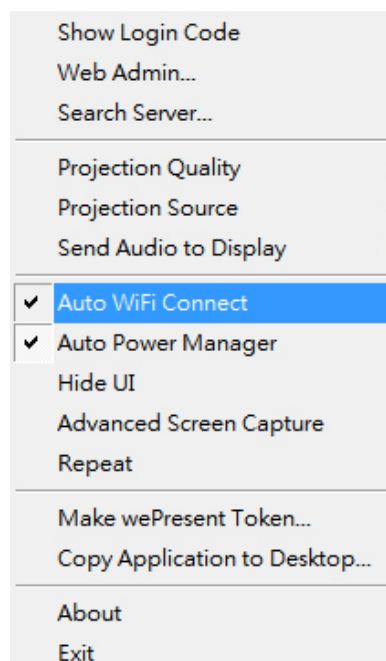 Show Login Code
Web Admin...
Search Server...
Projection Quality
Projection Source
Send Audio to Display
Auto WiFi Connect
Auto Power Manager
Hide UI
Advanced Screen Capture
Repeat
Make wePresent Token...
Copy Application to Desktop...
About
Exit